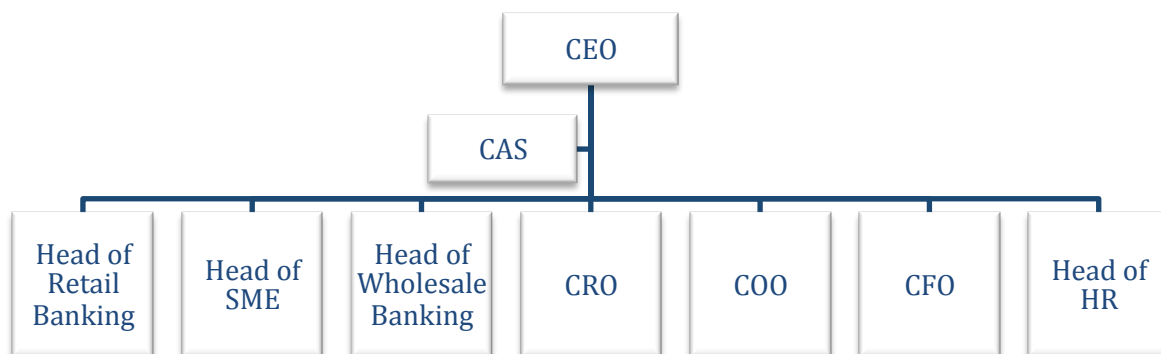 CEO
CAS
Head of
Retail
Banking
Head of
SME
Head of
Wholesale
Banking
CRO
COO
CFO
Head of
HR